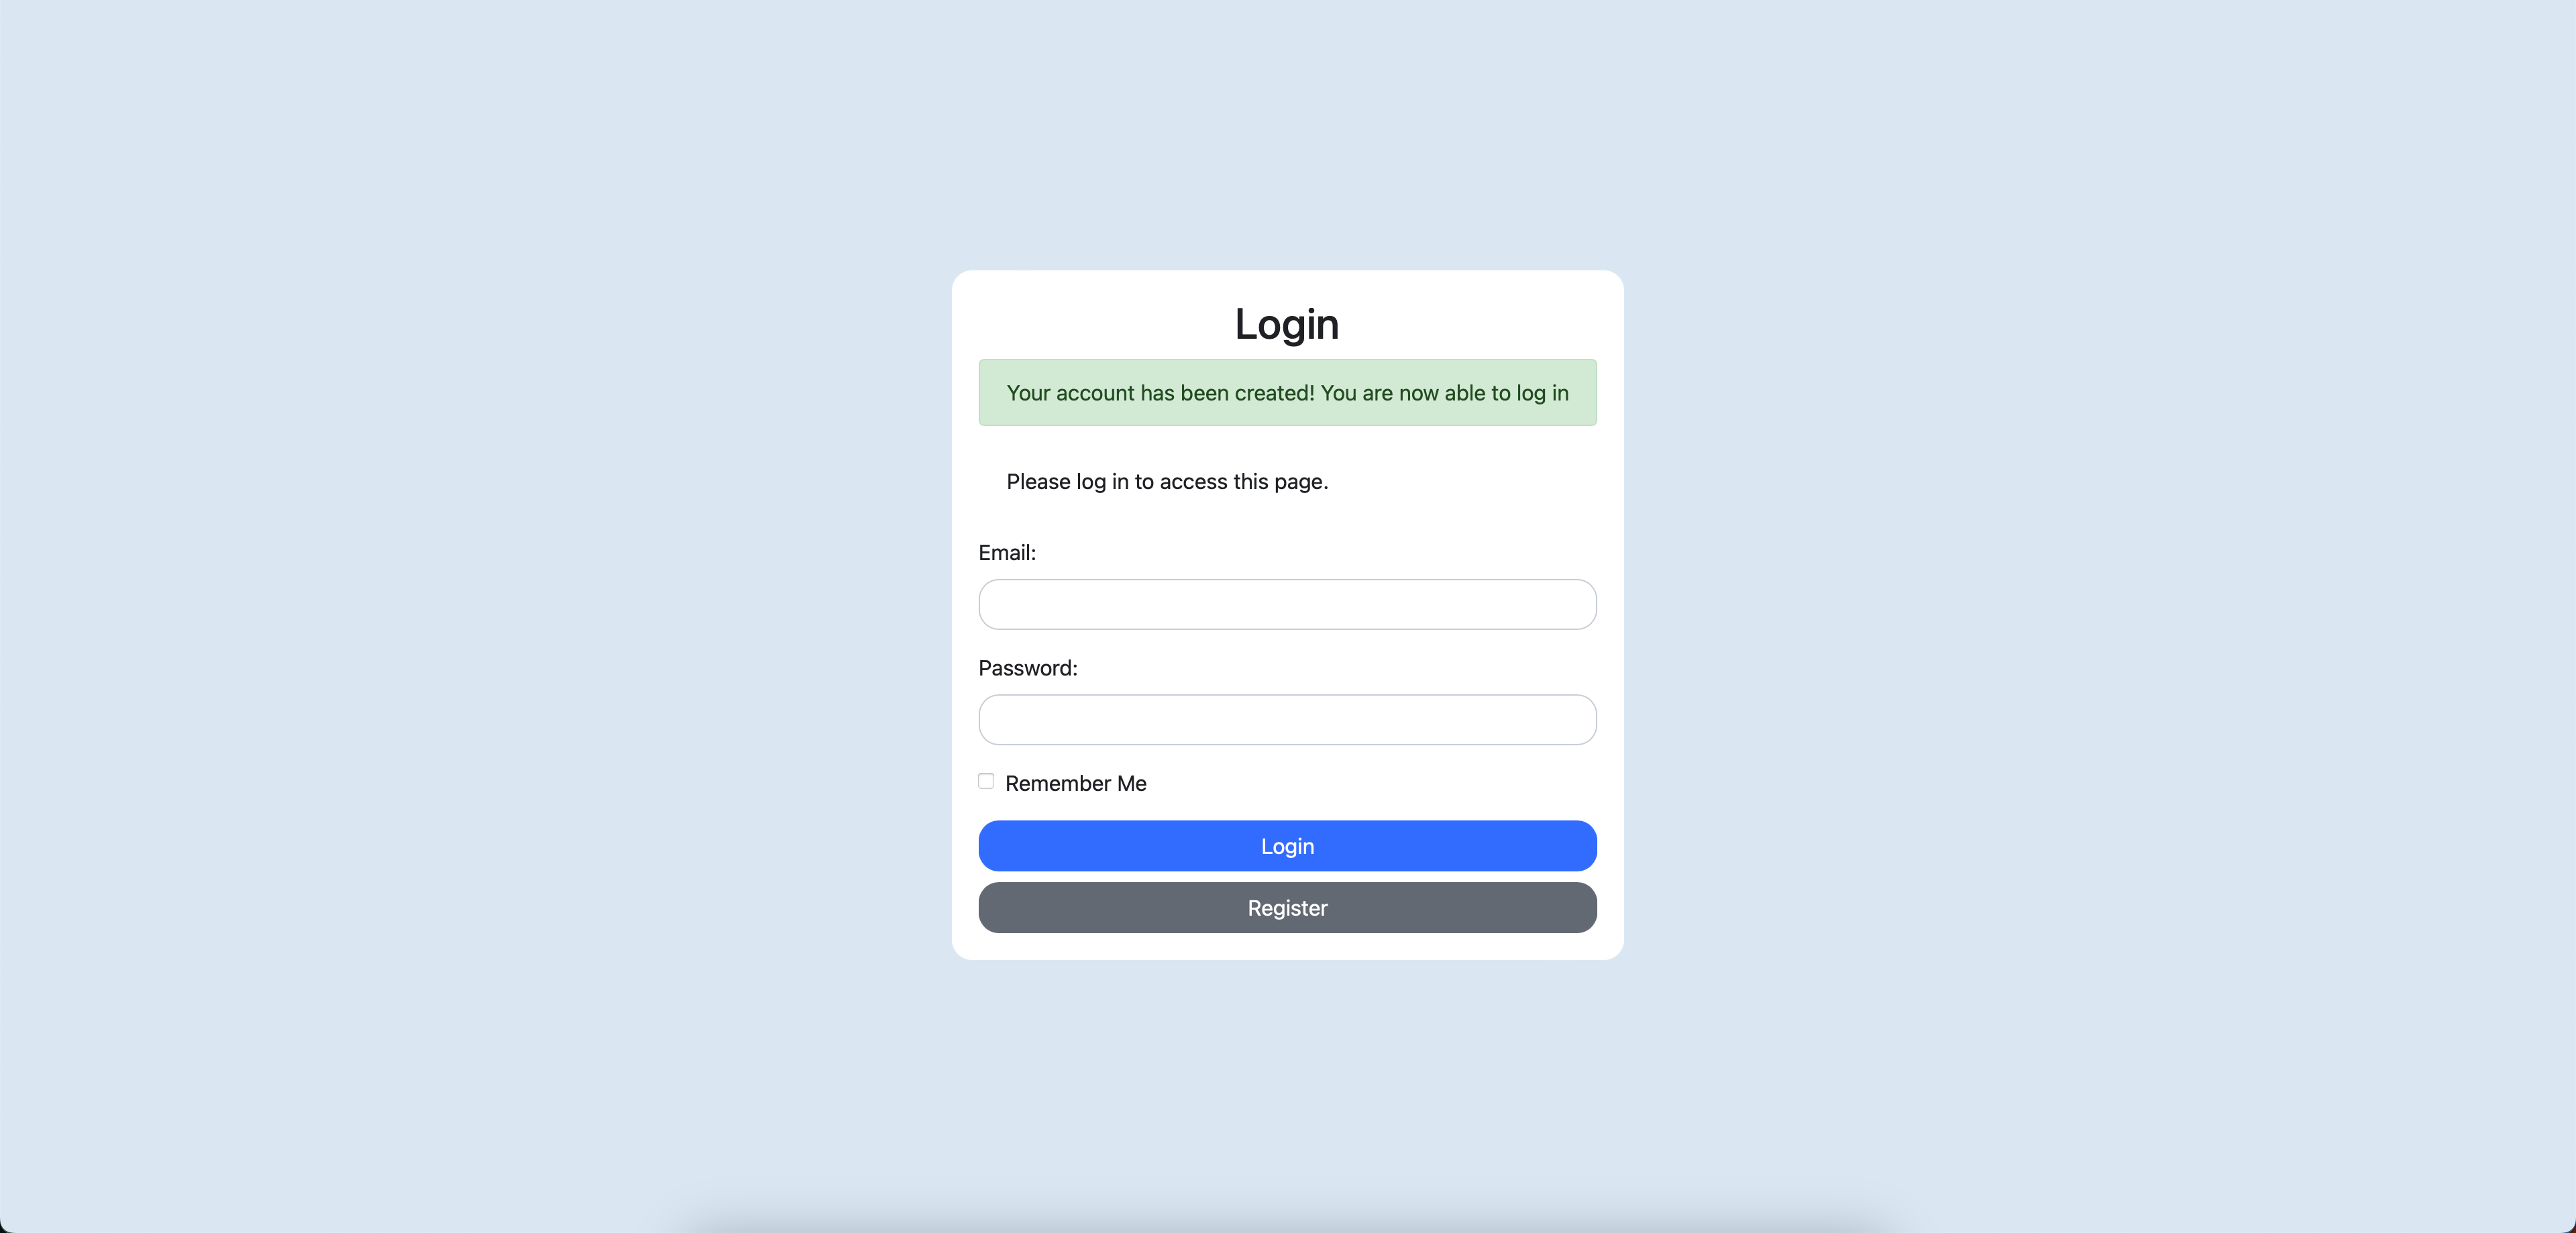 Login
Your account has been created! You are now able to log in
Please log in to access this page.
Email:
Password:
Remember Me
Login
Register